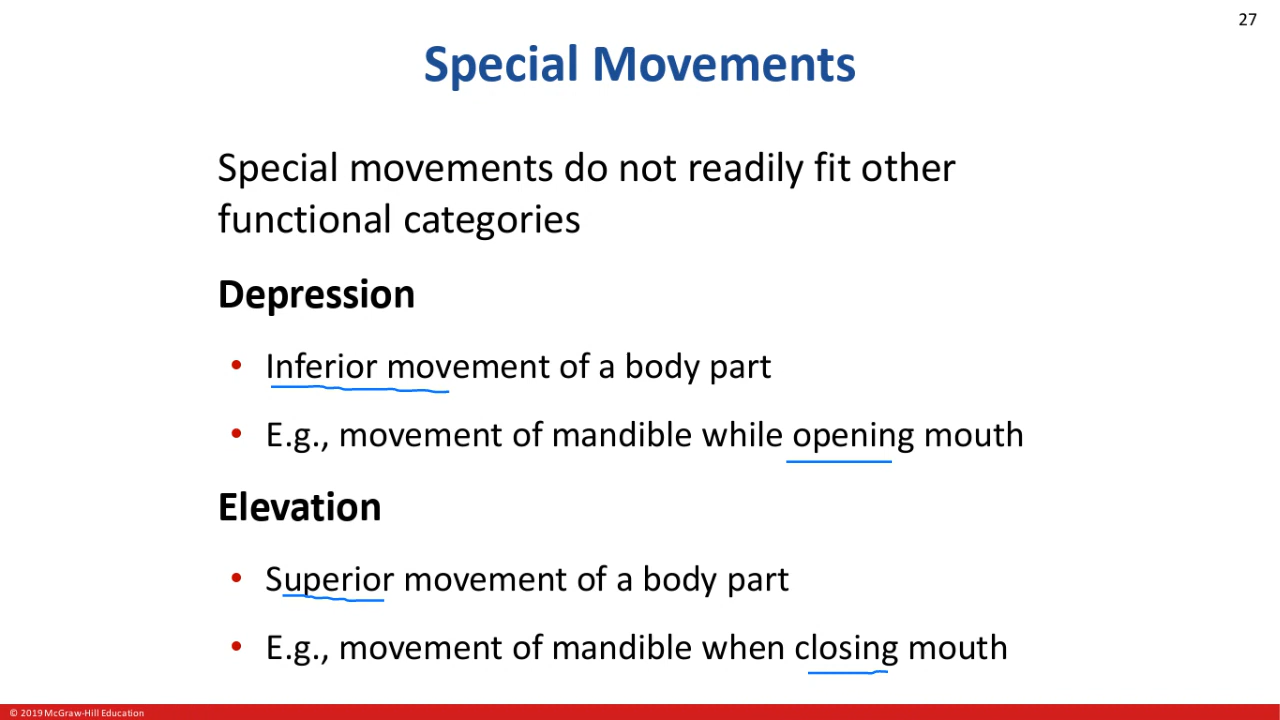 27
Special Movements
Special movements do not readily fit other
functional categories
Depression
• Inferior movement of a body part
• E.g., movement of mandible while opening mouth
Elevation
• Superior movement of a body part
• E.g., movement of mandible when closing mouth
© 2019 McGraw-Hill Education